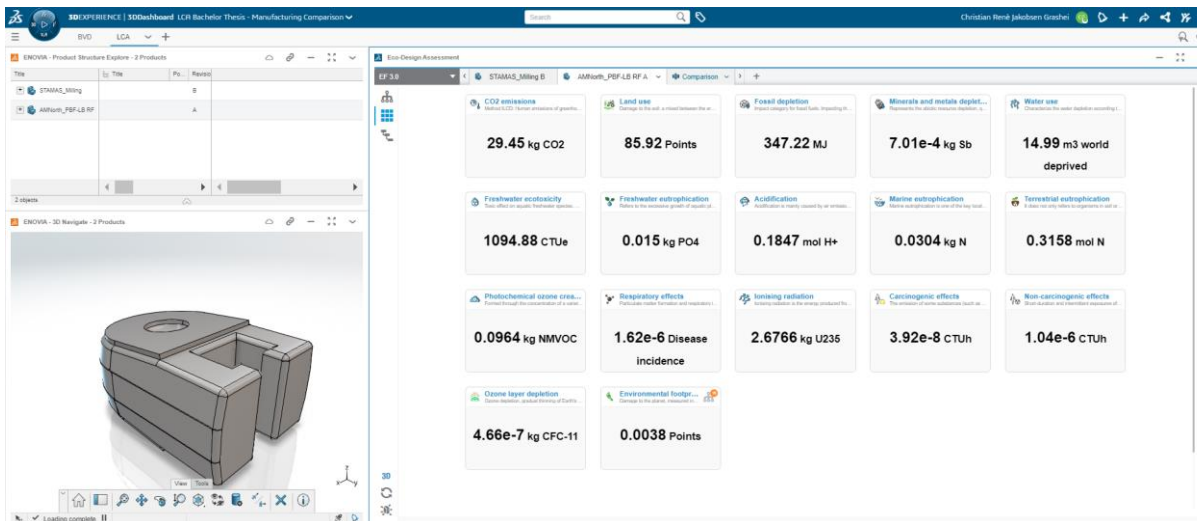 3DEXPERIENCE | 3DDashboard LCA Bachelor Thesis - Manufacturing Comparison
Search
Christian Renè Jakobsen Grashei
BVD
LCA
ENOVIA - Product Structure Explore - 2 Products
Title
Title
Po...
Revisio
STAMAS_Milling
B
AMNorth_PBF-LB RF
A
2 objects
ENOVIA - 3D Navigate - 2 Products
View
Tools
Loading complete
Eco-Design Assessment
EF 3.0
STAMAS_Milling B
AMNorth_PBF-LB RF A
Comparison
CO2 emissions
29.45 kg CO2
Land use
85.92 Points
Fossil depletion
347.22 MJ
Minerals and metals deplet...
7.01e-4 kg Sb
Water use
14.99 m3 world
deprived
Freshwater ecotoxicity
1094.88 CTUe
Freshwater eutrophication
0.015 kg PO4
Acidification
0.1847 mol H+
Marine eutrophication
0.0304 kg N
Terrestrial eutrophication
0.3158 mol N
Photochemical ozone crea...
0.0964 kg NMVOC
Respiratory effects
1.62e-6 Disease
incidence
Ionising radiation
2.6766 kg U235
Carcinogenic effects
3.92e-8 CTUh
Non-carcinogenic effects
1.04e-6 CTUh
Ozone layer depletion
4.66e-7 kg CFC-11
Environmental footpr...
0.0038 Points
3D